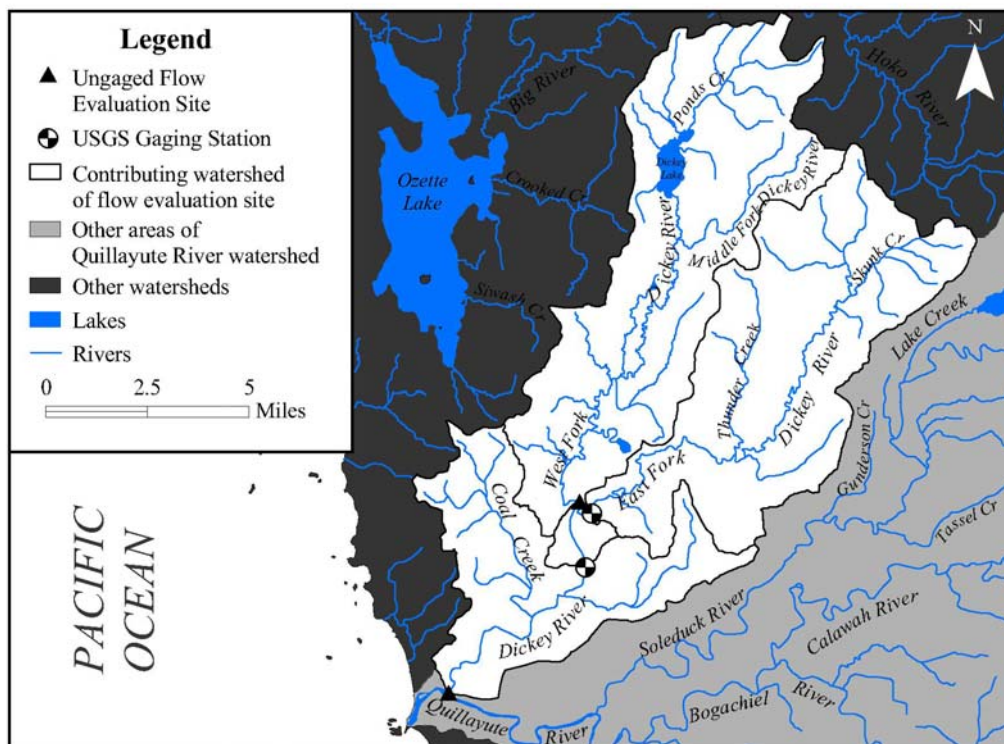 Legend
Ungaged Flow
Evaluation Site
USGS Gaging Station
Contributing watershed
of flow evaluation site
Other areas of
Quillayute River watershed
Other watersheds
Lakes
Rivers
0 2.5 5
Miles
N
Big River
Hoko
River
Ponds Cr
Dickey
Lake
Ozette
Lake
Crooked Cr
Middle Fork Dickey River
Dickey River
Skunk Cr
Siwash Cr
Lake Creek
Thunder Creek
Dickey River
Gunderson Cr
West Fork
East Fork
Coal
Creek
Tassel Cr
PACIFIC
OCEAN
Dickey River
Soleduck River
Calawah River
Bogachiel River
Quillayute River